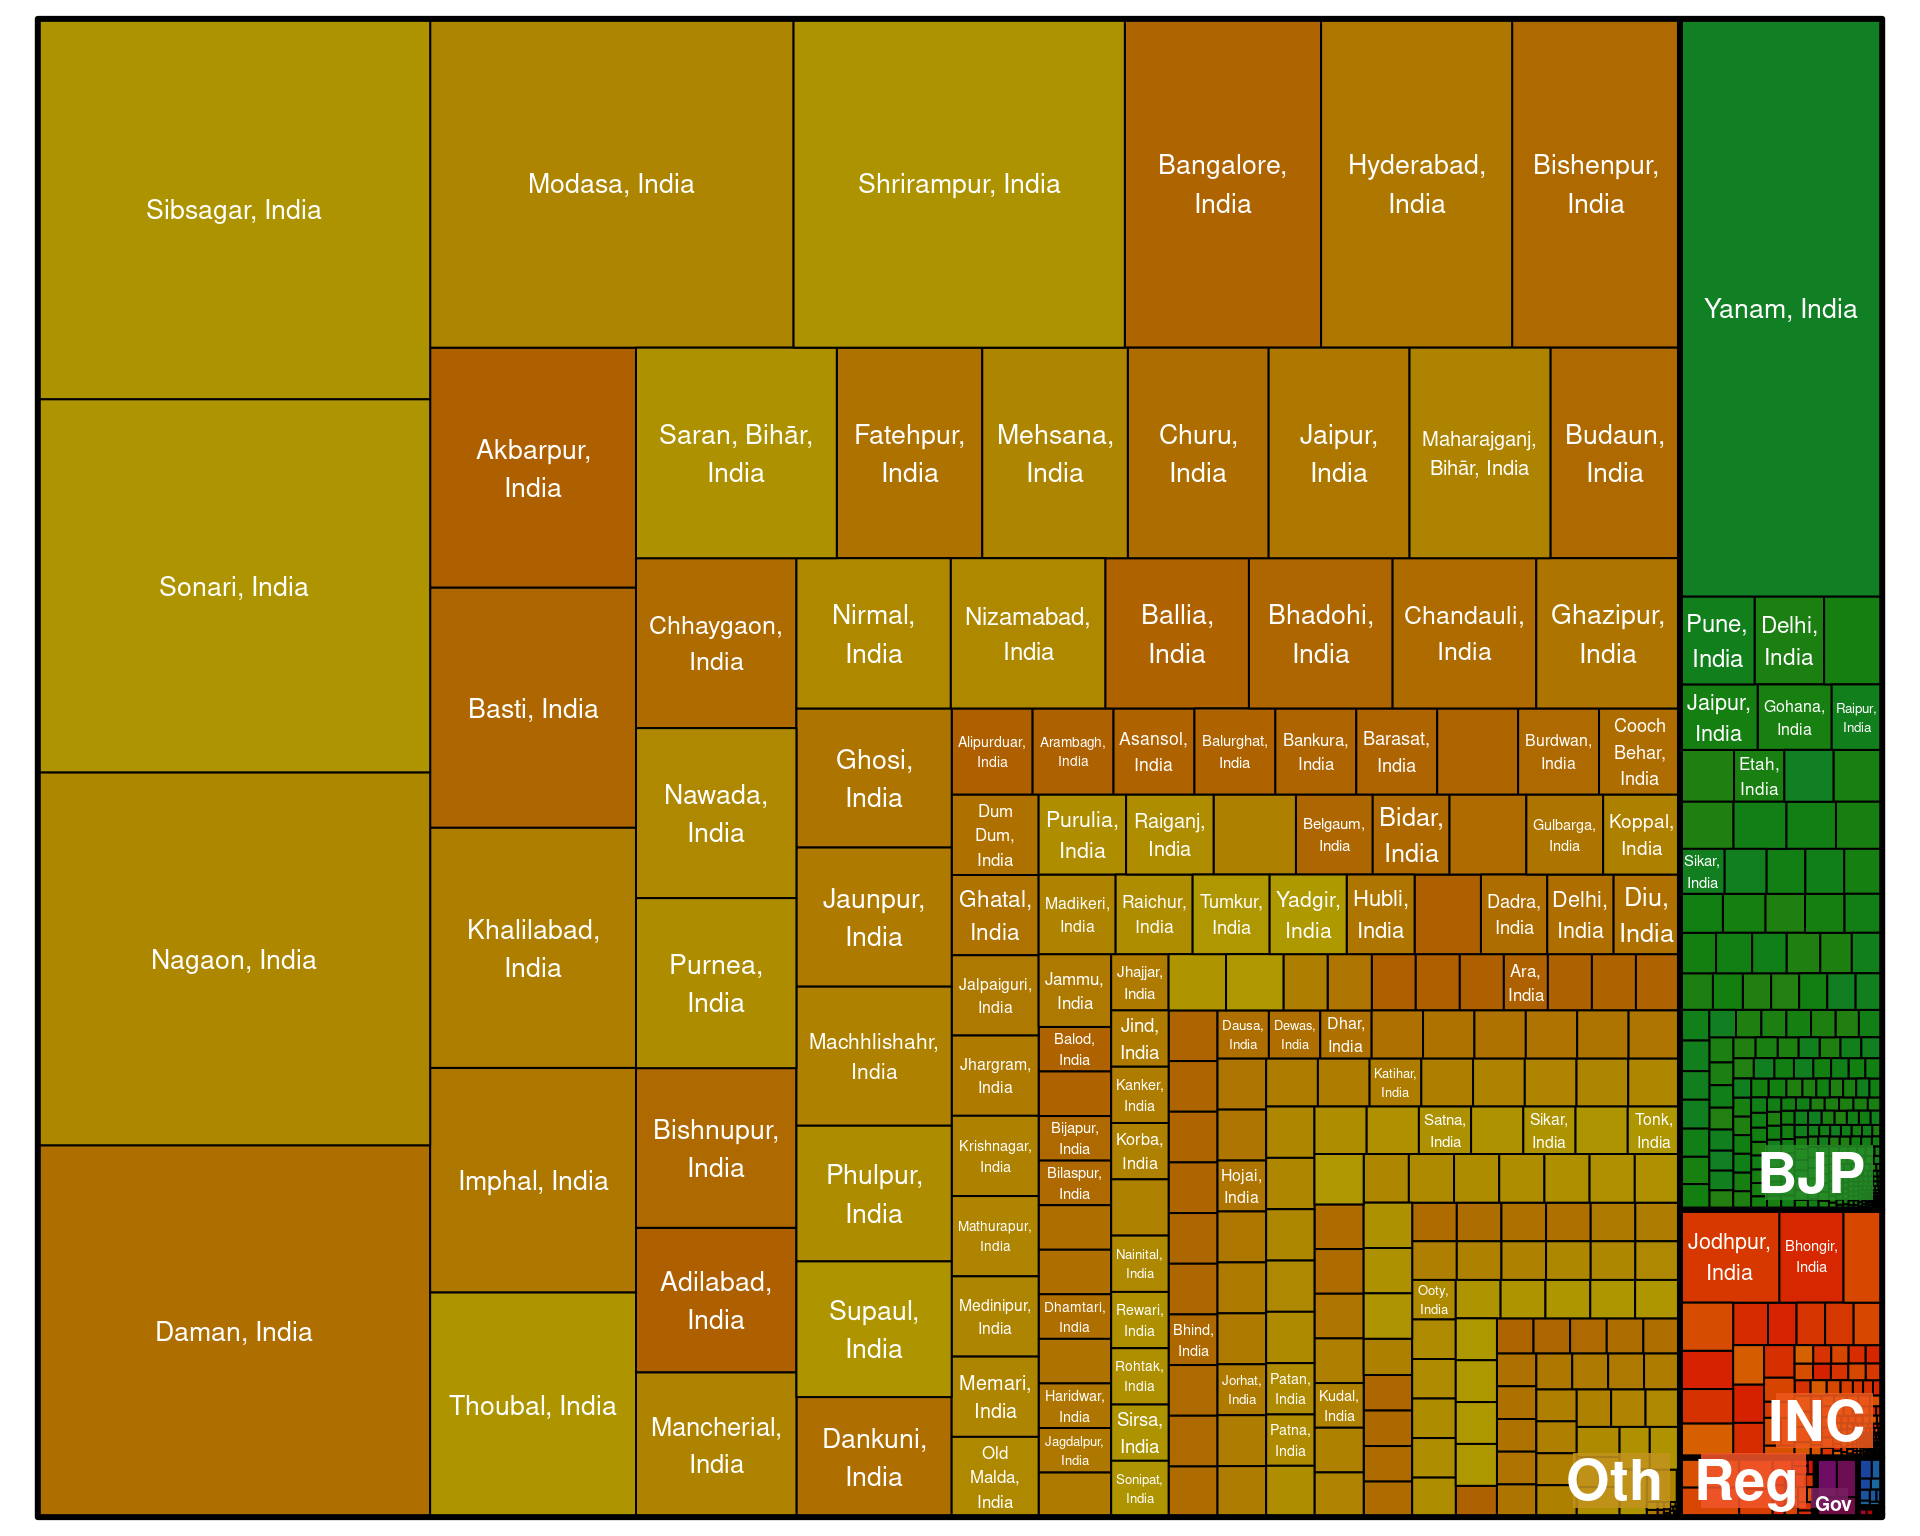 Sibsagar, India
Sonari, India
Nagaon, India
Daman, India
Modasa, India
Shrirampur, India
Bangalore,
India
Hyderabad,
India
Bishenpur,
India
Akbarpur,
India
Basti, India
Khalilabad,
India
Imphal, India
Thoubal, India
Saran, Bihār,
India
Fatehpur,
India
Mehsana,
India
Churu,
India
Jaipur,
India
Maharajganj,
Bihār, India
Budaun,
India
Chhaygaon,
India
Nawada,
India
Purnea,
India
Bishnupur,
India
Adilabad,
India
Mancherial,
India
Nirmal,
India
Nizamabad,
India
Ballia,
India
Bhadohi,
India
Chandauli,
India
Ghazipur,
India
Ghosi,
India
Jaunpur,
India
Machhlishahr,
India
Phulpur,
India
Supaul,
India
Dankuni,
India
Alipurduar,
India
Arambagh,
India
Asansol,
India
Balurghat,
India
Bankura,
India
Barasat,
India
Burdwan,
India
Cooch
Behar,
India
Dum
Dum,
India
Purulia,
India
Raiganj,
India
Belgaum,
India
Bidar,
India
Gulbarga,
India
Koppal,
India
Ghatal,
India
Madikeri,
India
Raichur,
India
Tumkur,
India
Yadgir,
India
Hubli,
India
Dadra,
India
Delhi,
India
Diu,
India
Jalpaiguri,
India
Jhargram,
India
Krishnagar,
India
Mathurapur,
India
Medinipur,
India
Memari,
India
Old
Malda,
India
Jammu,
India
Balod,
India
Bijapur,
India
Bilaspur,
India
Dhamtari,
India
Haridwar,
India
Jagdalpur,
India
Jhajjar,
India
Jind,
India
Kanker,
India
Korba,
India
Nainital,
India
Rewari,
India
Rohtak,
India
Sirsa,
India
Sonipat,
India
Ara,
India
Dausa,
India
Dewas,
India
Dhar,
India
Katihar,
India
Satna,
India
Sikar,
India
Tonk,
India
Hojai,
India
Bhind,
India
Jorhat,
India
Patan,
India
Patna,
India
Kudal,
India
Ooty,
India
Oth
Yanam, India
Pune,
India
Delhi,
India
Jaipur,
India
Gohana,
India
Raipur,
India
Etah,
India
Sikar,
India
BJP
Jodhpur,
India
Bhongir,
India
INC
Reg
Gov